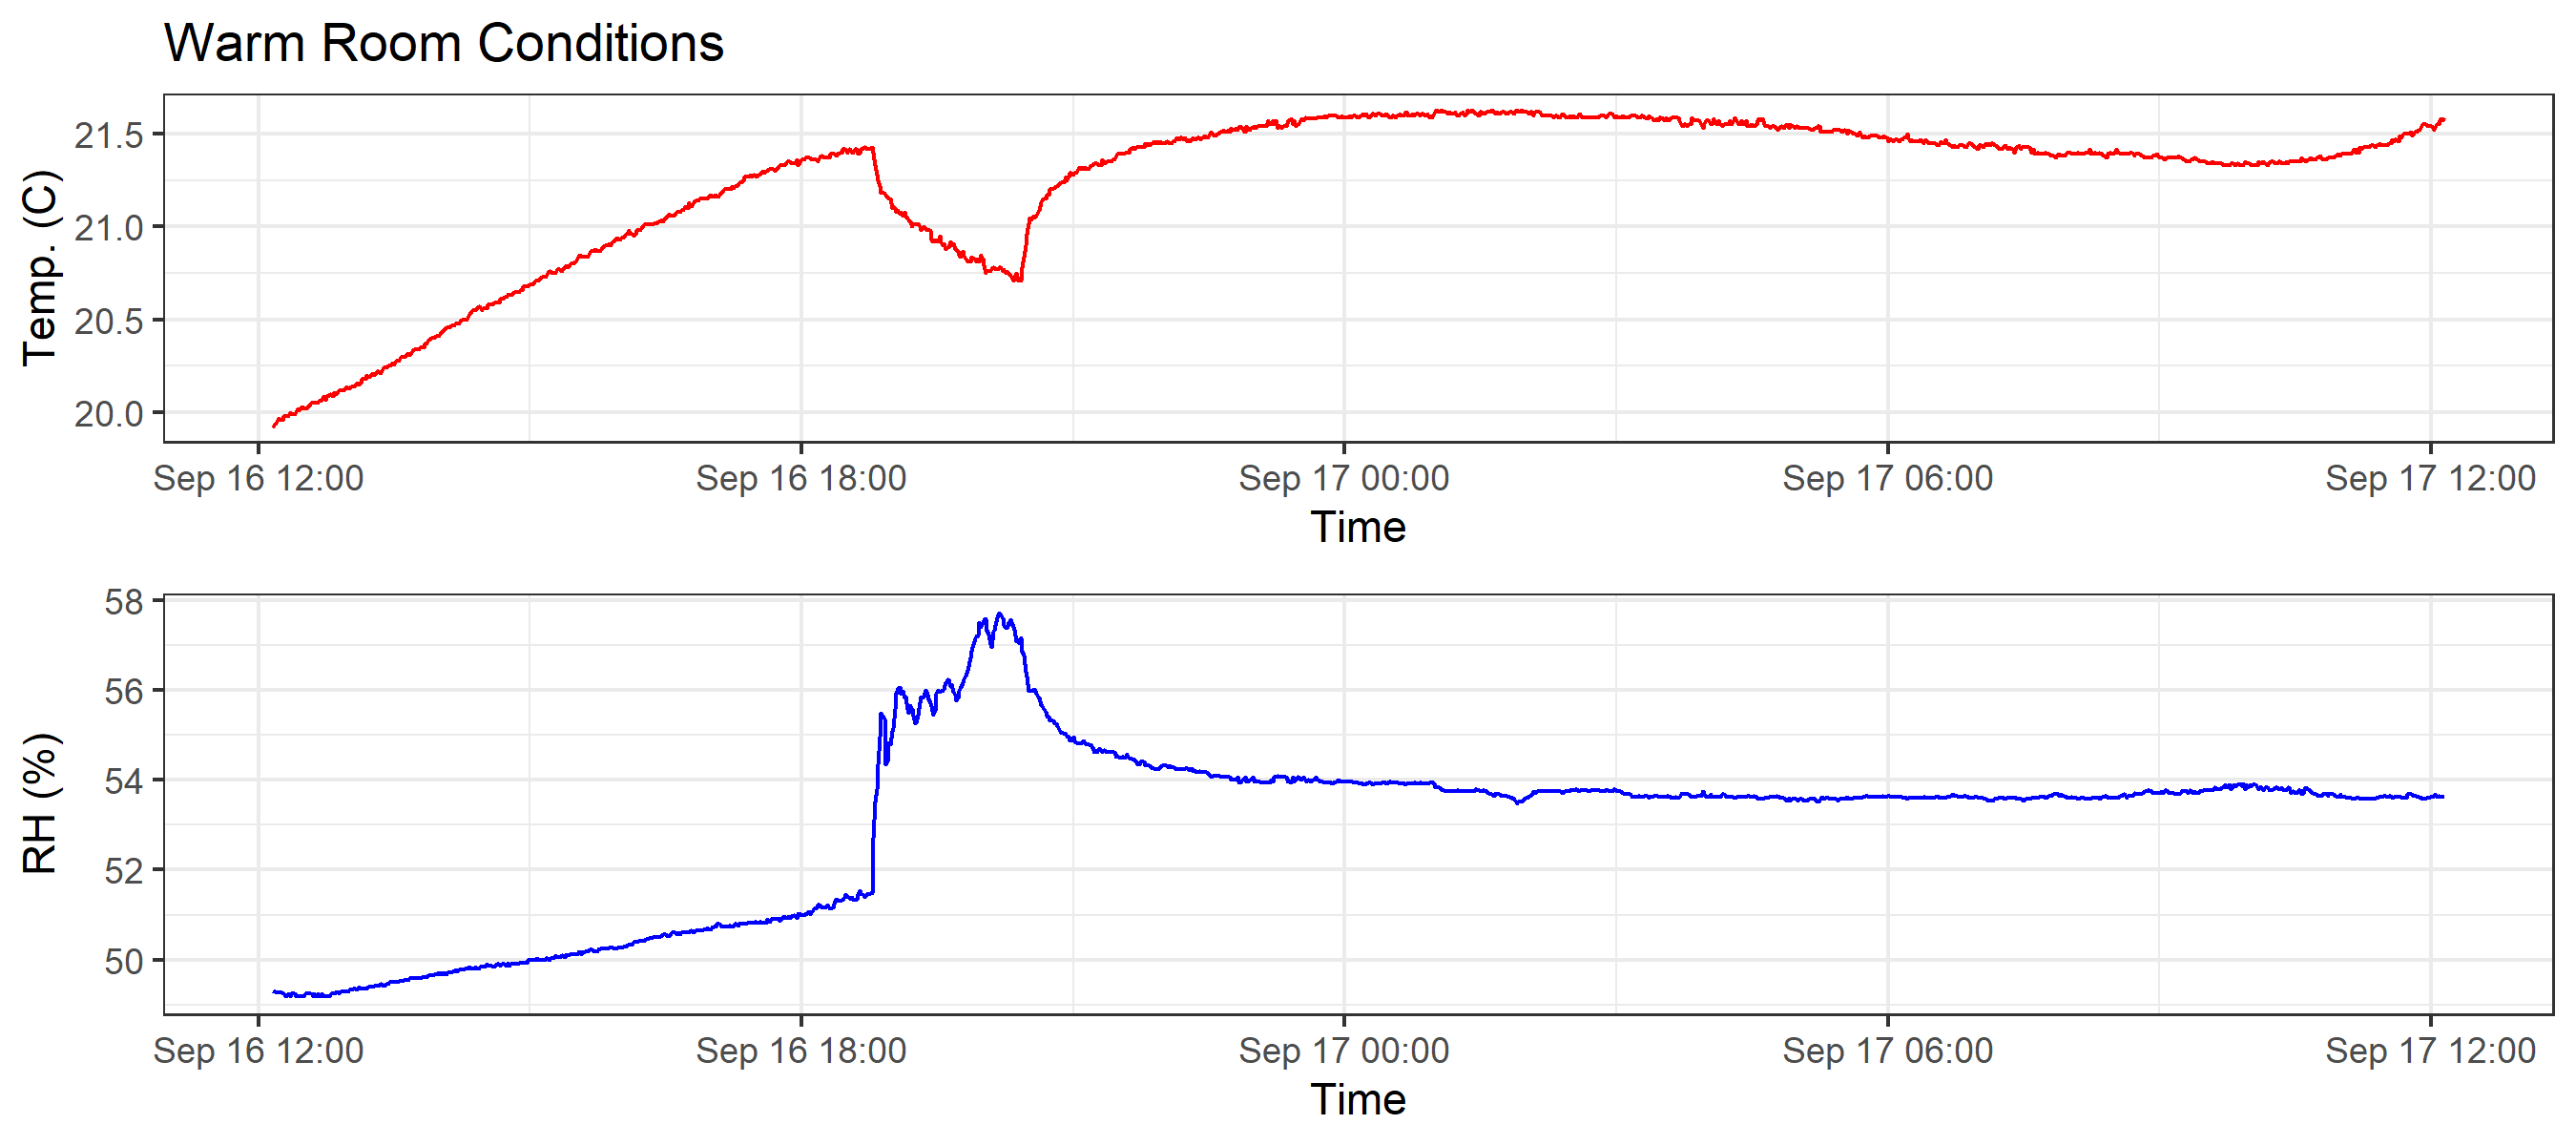 Warm Room Conditions
Temp. (C)
21.5
21.0
20.5
20.0
Sep 16 12:00 Sep 16 18:00 Sep 17 00:00 Sep 17 06:00 Sep 17 12:00
Time
RH (%)
58
56
54
52
50
Sep 16 12:00 Sep 16 18:00 Sep 17 00:00 Sep 17 06:00 Sep 17 12:00
Time